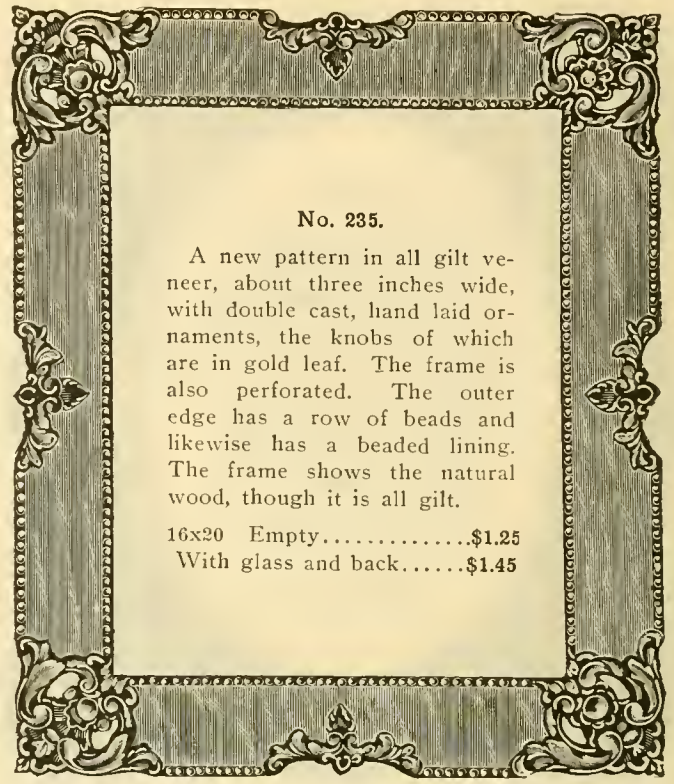 No. 235.
A new pattern in all gilt ve-
neer, about three inches wide,
with double cast, hand laid or-
naments, the knobs of which
are in gold leaf. The frame is
also perforated. The outer
edge has a row of beads and
likewise has a beaded lining.
The frame shows the natural
wood, though it is all gilt.
16x20 Empty..............$1.25
With glass and back......$1.45